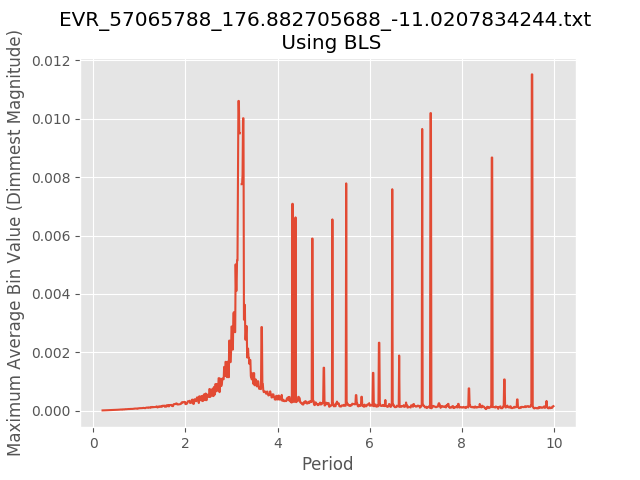 EVR_57065788_176.882705688_-11.0207834244.txt
Using BLS
Maximum Average Bin Value (Dimmest Magnitude)
0.012
0.010
0.008
0.006
0.004
0.002
0.000
0 2 4 6 8 10
Period